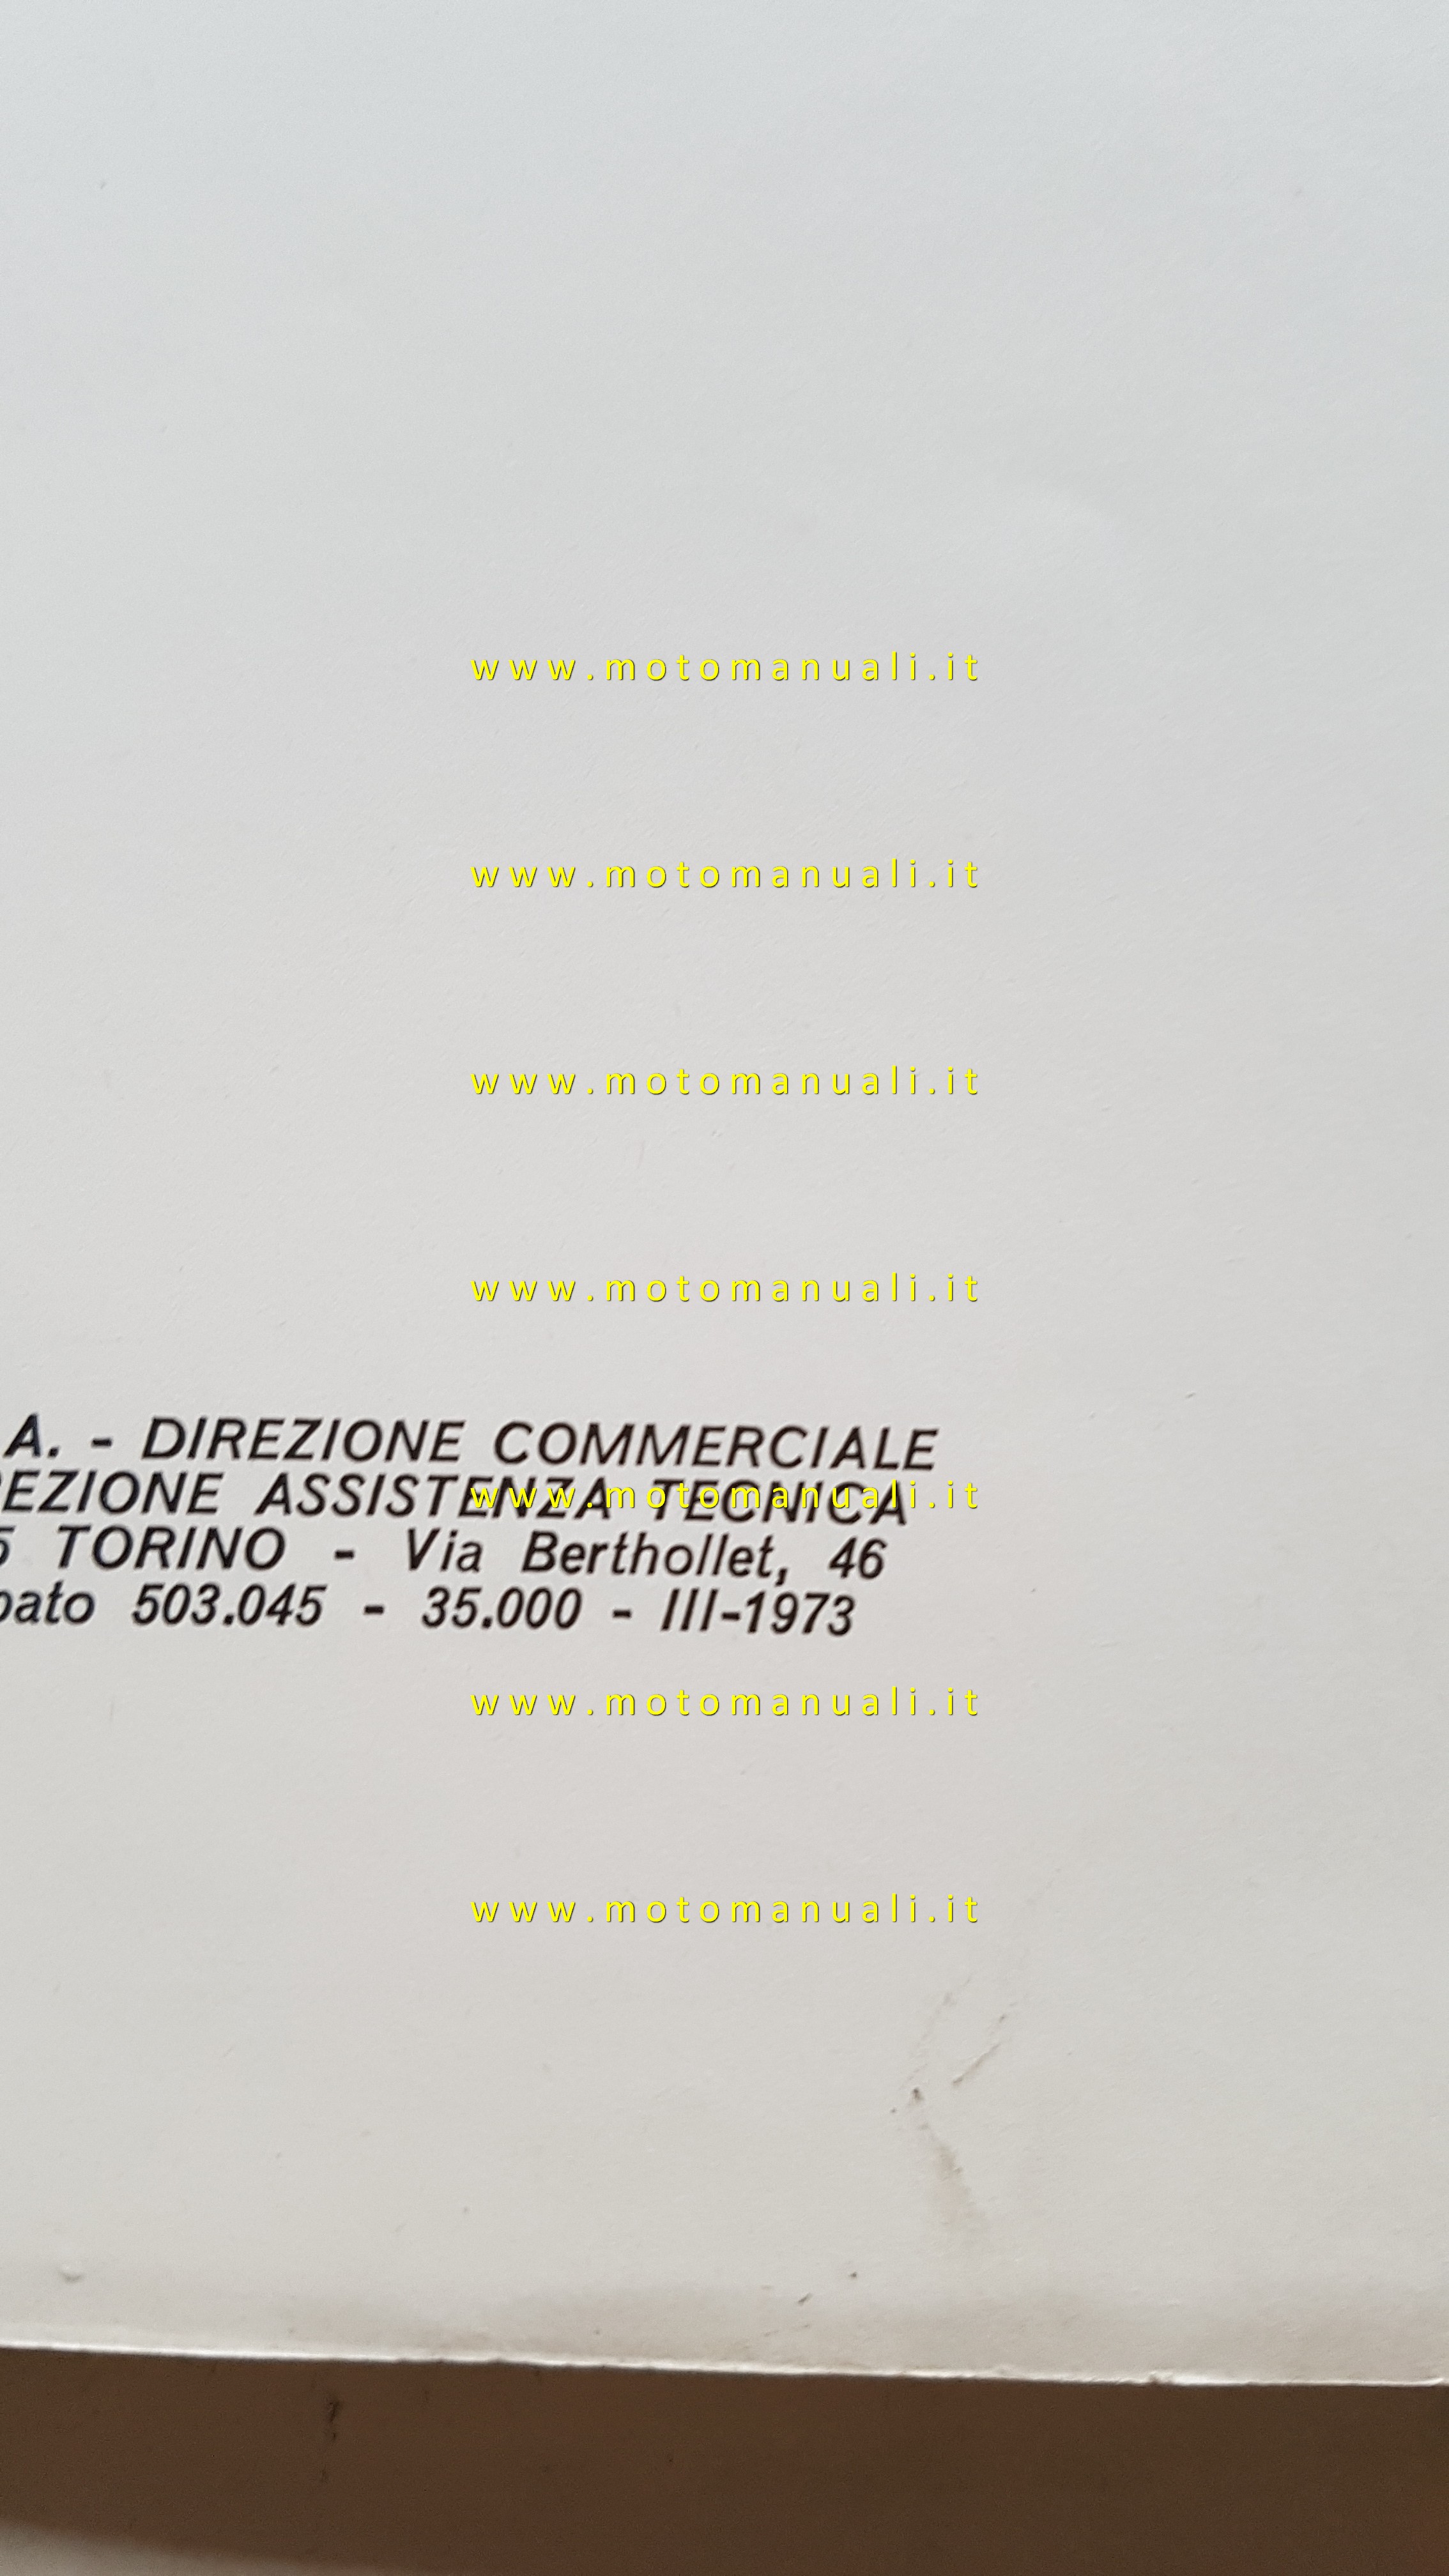 www.motomanuali.it
www.motomanuali.it
www.motomanuali.it
www.motomanuali.it
A. - DIREZIONE COMMERCIALE
EZIONE ASSISTENZA TECNICA
www.motomanuali.it
5 TORINO - Via Berthollet, 46
pato 503.045 - 35.000 - III-1973
www.motomanuali.it
www.motomanuali.it